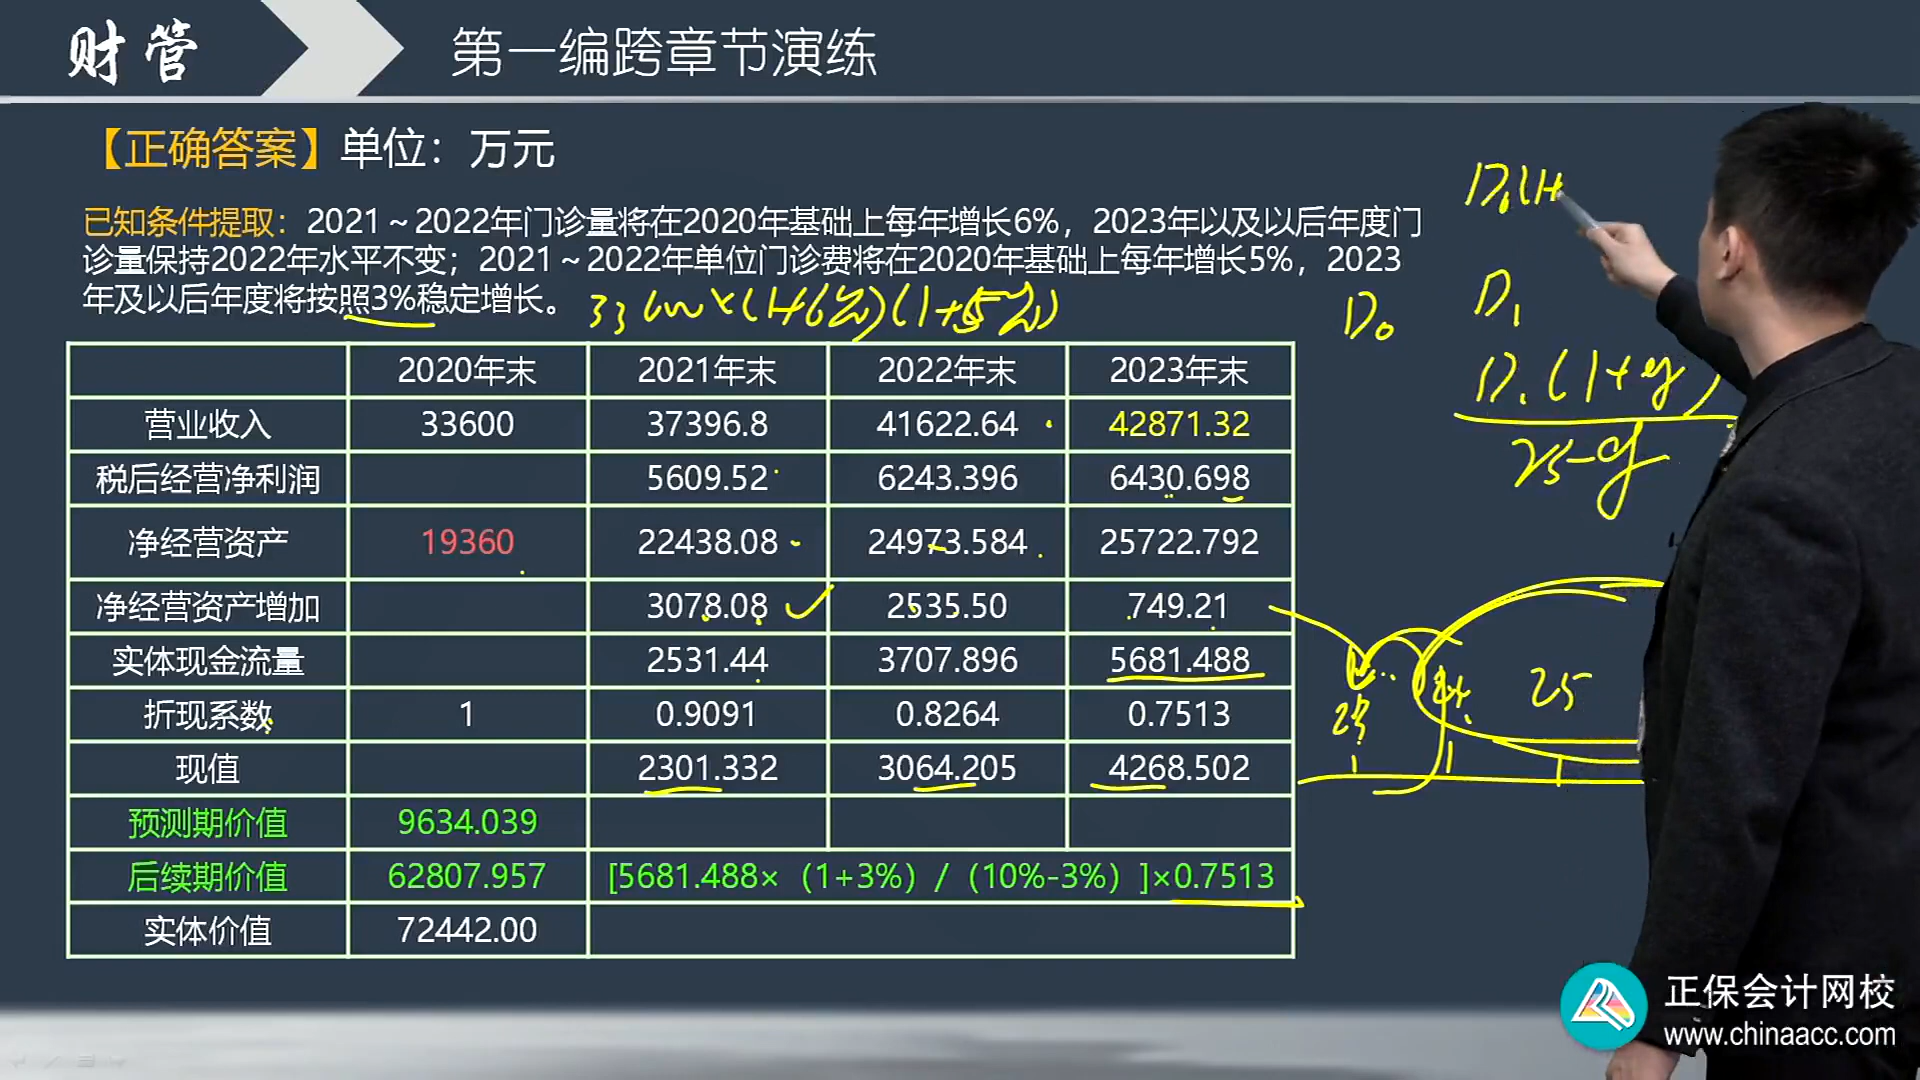 财管
第一编跨章节演练
【正确答案】单位：万元
已知条件提取：2021～2022年门诊量将在2020年基础上每年增长6%，2023年以及以后年度门
诊量保持2022年水平不变；2021～2022年单位门诊费将在2020年基础上每年增长5%，2023
年及以后年度将按照3%稳定增长。
D₀
D₁
D₁(1+g)
25-g
2020年末 2021年末 2022年末 2023年末
营业收入 33600 37396.8 41622.64 42871.32
税后经营净利润 5609.52 6243.396 6430.698
净经营资产 19360 22438.08 24973.584 25722.792
净经营资产增加 3078.08 2535.50 749.21
实体现金流量 2531.44 3707.896 5681.488
折现系数 1 0.9091 0.8264 0.7513
现值 2301.332 3064.205 4268.502
预测期价值 9634.039
后续期价值 62807.957 [5681.488×（1+3%）/（10%-3%）]×0.7513
实体价值 72442.00
25
正保会计网校
www.chinaacc.com